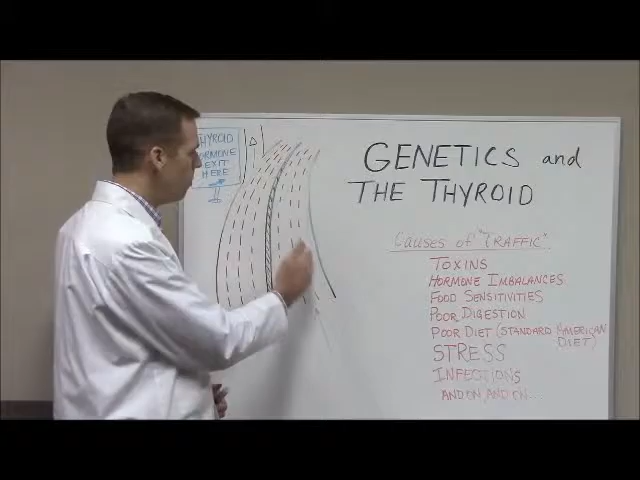 THYROID
HORMONE
EXIT
HERE
GENETICS and
THE THYROID
Causes of "TRAFFIC"
TOXINS
HORMONE IMBALANCES
FOOD SENSITIVITIES
POOR DIGESTION
POOR DIET (STANDARD AMERICAN
DIET)
STRESS
INFECTIONS
AND ON, AND ON...